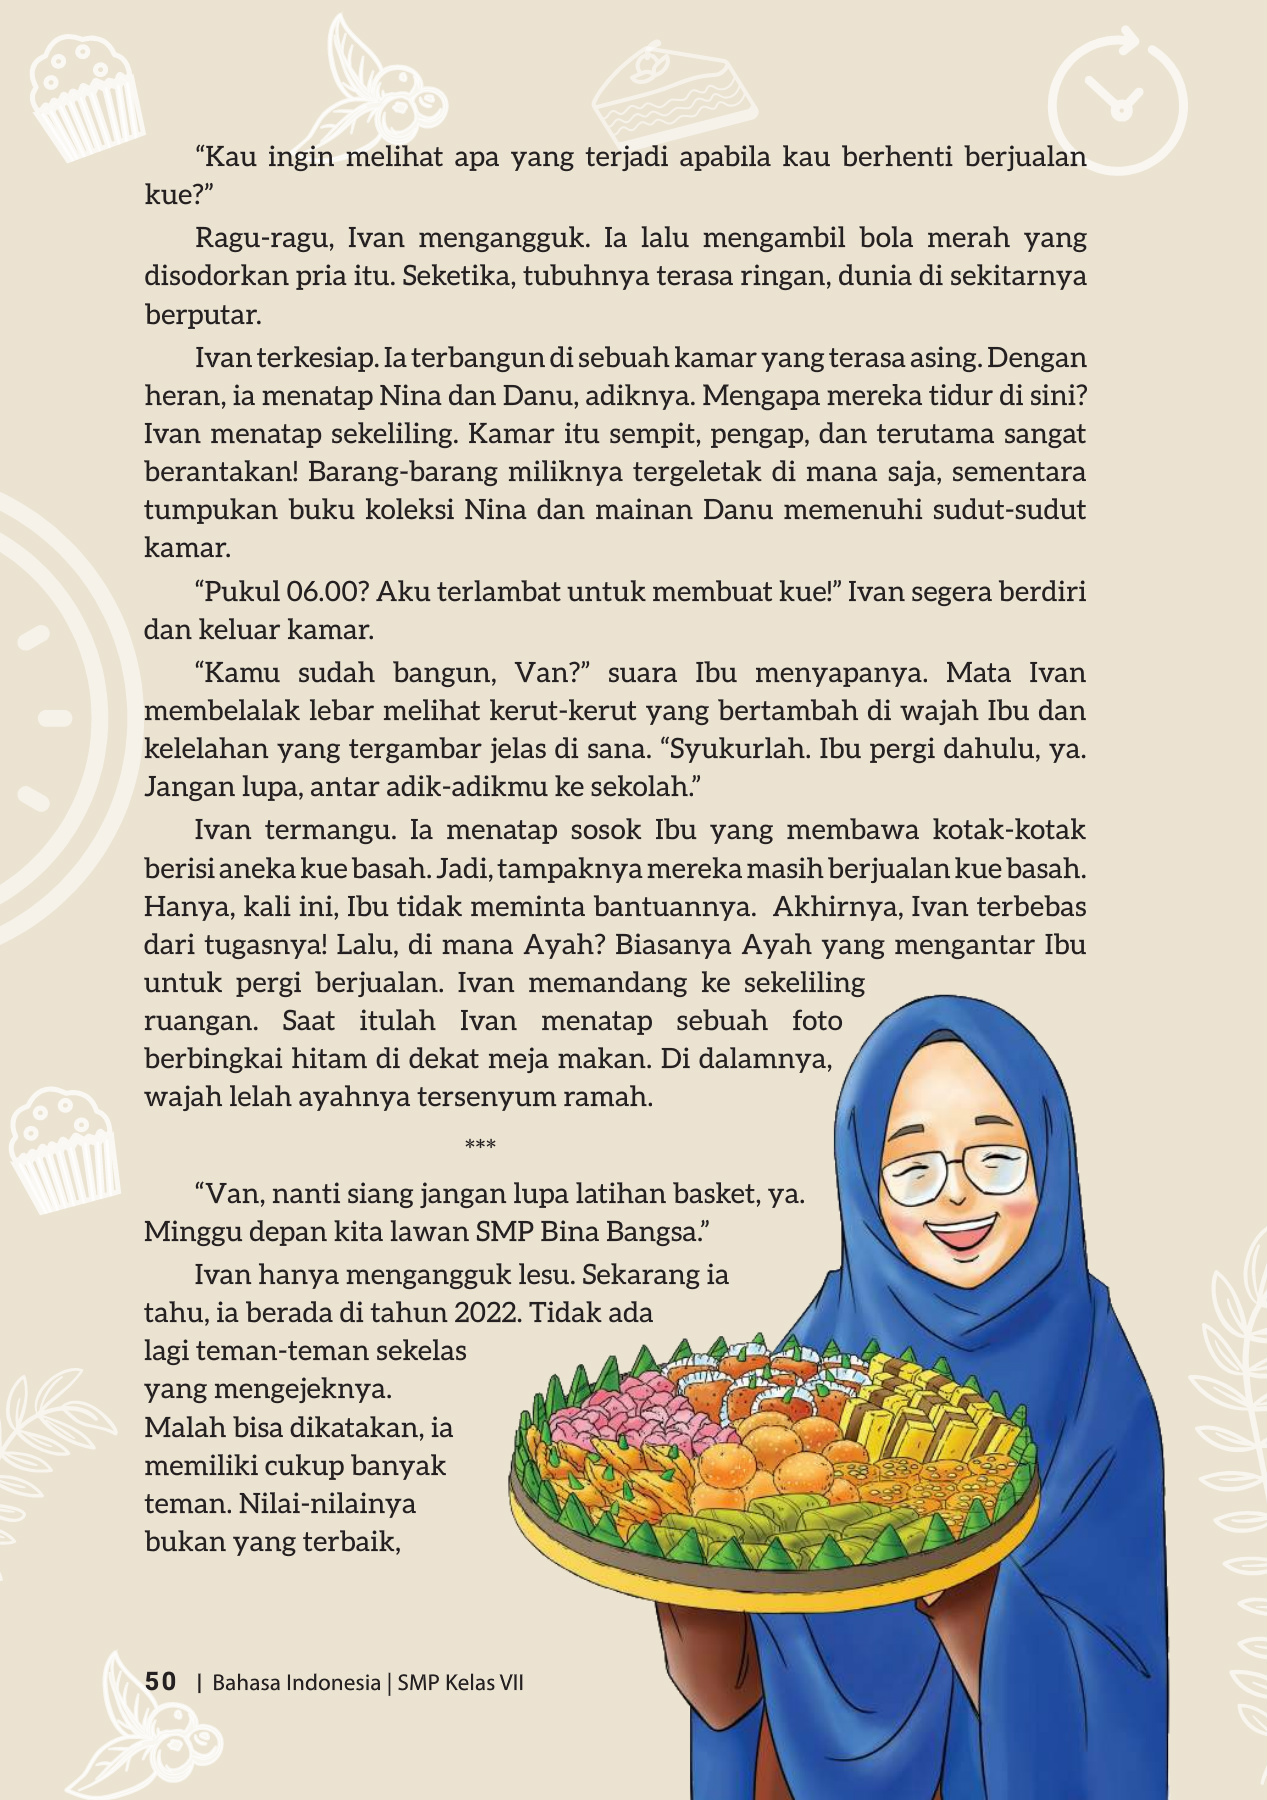 “Kau ingin melihat apa yang terjadi apabila kau berhenti berjualan
kue?”
Ragu-ragu, Ivan mengangguk. Ia lalu mengambil bola merah yang
disodorkan pria itu. Seketika, tubuhnya terasa ringan, dunia di sekitarnya
berputar.
Ivan terkesiap. Ia terbangun di sebuah kamar yang terasa asing. Dengan
heran, ia menatap Nina dan Danu, adiknya. Mengapa mereka tidur di sini?
Ivan menatap sekeliling. Kamar itu sempit, pengap, dan terutama sangat
berantakan! Barang-barang miliknya tergeletak di mana saja, sementara
tumpukan buku koleksi Nina dan mainan Danu memenuhi sudut-sudut
kamar.
“Pukul 06.00? Aku terlambat untuk membuat kue!” Ivan segera berdiri
dan keluar kamar.
“Kamu sudah bangun, Van?” suara Ibu menyapanya. Mata Ivan
membelalak lebar melihat kerut-kerut yang bertambah di wajah Ibu dan
kelelahan yang tergambar jelas di sana. “Syukurlah. Ibu pergi dahulu, ya.
Jangan lupa, antar adik-adikmu ke sekolah.”
Ivan termangu. Ia menatap sosok Ibu yang membawa kotak-kotak
berisi aneka kue basah. Jadi, tampaknya mereka masih berjualan kue basah.
Hanya, kali ini, Ibu tidak meminta bantuannya. Akhirnya, Ivan terbebas
dari tugasnya! Lalu, di mana Ayah? Biasanya Ayah yang mengantar Ibu
untuk pergi berjualan. Ivan memandang ke sekeliling
ruangan. Saat itulah Ivan menatap sebuah foto
berbingkai hitam di dekat meja makan. Di dalamnya,
wajah lelah ayahnya tersenyum ramah.
***
“Van, nanti siang jangan lupa latihan basket, ya.
Minggu depan kita lawan SMP Bina Bangsa.”
Ivan hanya mengangguk lesu. Sekarang ia
tahu, ia berada di tahun 2022. Tidak ada
lagi teman-teman sekelas
yang mengejeknya.
Malah bisa dikatakan, ia
memiliki cukup banyak
teman. Nilai-nilainya
bukan yang terbaik,
50 | Bahasa Indonesia | SMP Kelas VII